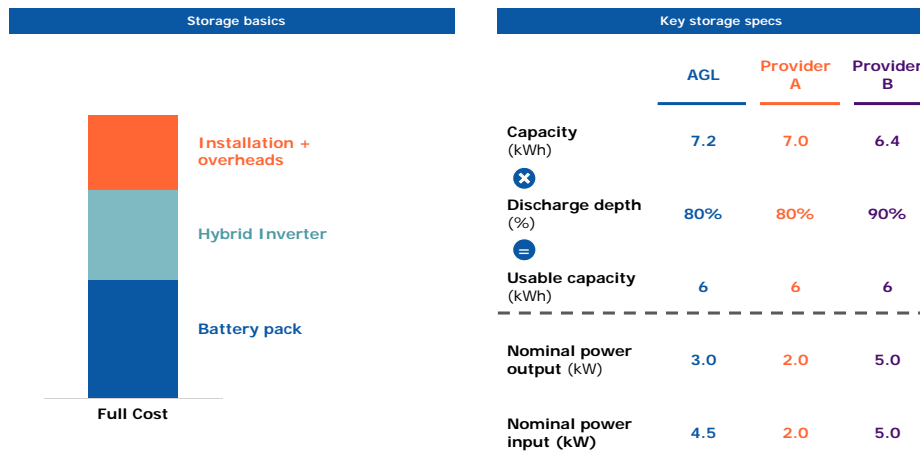 Storage basics
Installation +
overheads
Hybrid Inverter
Battery pack
Full Cost
Key storage specs
AGL
Provider
A
Provider
B
Capacity
(kWh)
7.2
7.0
6.4
Discharge depth
(%)
80%
80%
90%
=
Usable capacity
(kWh)
6
6
6
Nominal power
output (kW)
3.0
2.0
5.0
Nominal power
input (kW)
4.5
2.0
5.0